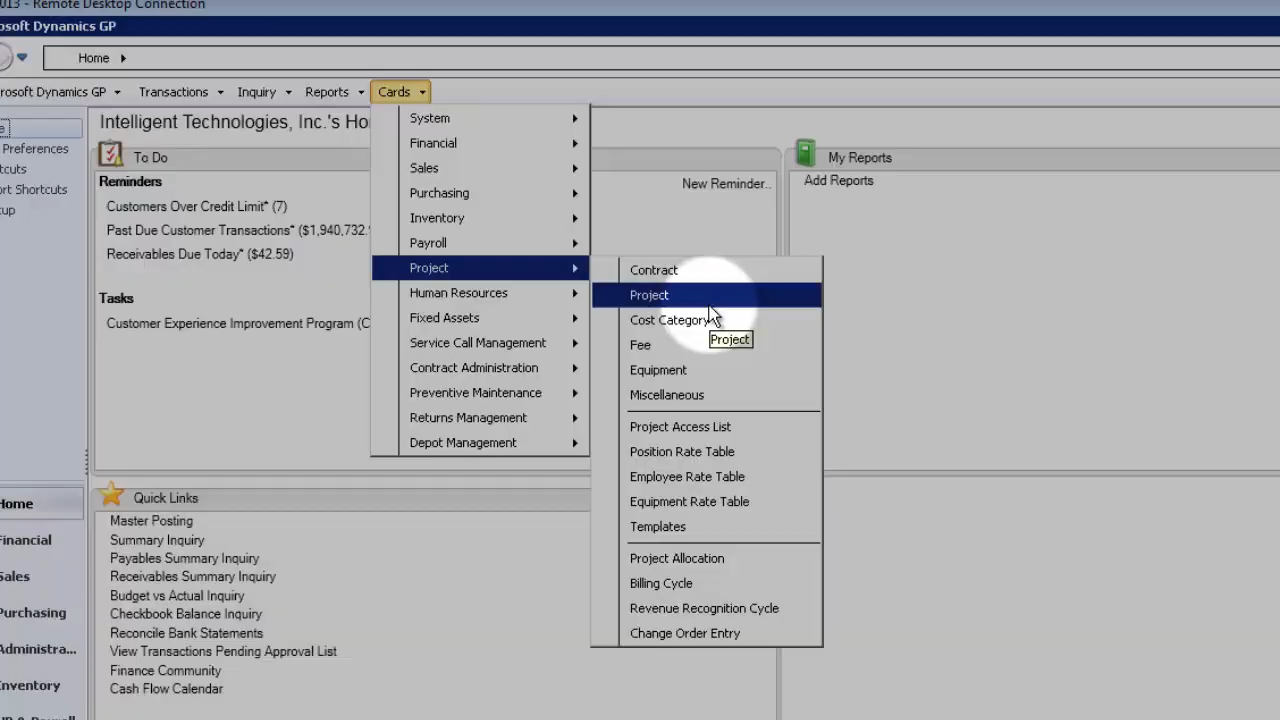 013 - Remote Desktop Connection
osoft Dynamics GP
Home
rosoft Dynamics GP
Transactions
Inquiry
Reports
Cards
e
Preferences
tcuts
ort Shortcuts
up
Home
Financial
Sales
Purchasing
Administra...
Inventory
HR & Payroll
Intelligent Technologies, Inc.'s Ho
To Do
Reminders
New Reminder..
Customers Over Credit Limit* (7)
Past Due Customer Transactions* ($1,940,732.
Receivables Due Today* ($42.59)
Tasks
Customer Experience Improvement Program (C
Quick Links
Master Posting
Summary Inquiry
Payables Summary Inquiry
Receivables Summary Inquiry
Budget vs Actual Inquiry
Checkbook Balance Inquiry
Reconcile Bank Statements
View Transactions Pending Approval List
Finance Community
Cash Flow Calendar
System
Financial
Sales
Purchasing
Inventory
Payroll
Project
Human Resources
Fixed Assets
Service Call Management
Contract Administration
Preventive Maintenance
Returns Management
Depot Management
Contract
Project
Cost Category
Project
Fee
Equipment
Miscellaneous
Project Access List
Position Rate Table
Employee Rate Table
Equipment Rate Table
Templates
Project Allocation
Billing Cycle
Revenue Recognition Cycle
Change Order Entry
My Reports
Add Reports